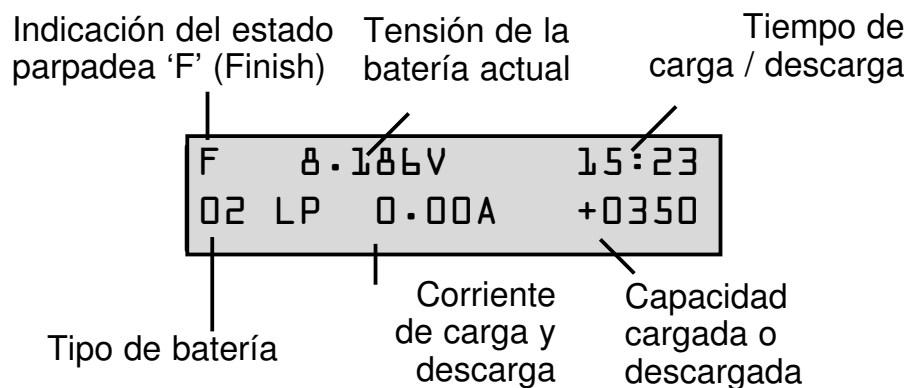 Indicación del estado
parpadea ‘F’ (Finish)
Tensión de la
batería actual
Tiempo de
carga / descarga
F 8.186V 15:23
02 LP 0.00A +0350
Tipo de batería
Corriente
de carga y
descarga
Capacidad
cargada o
descargada